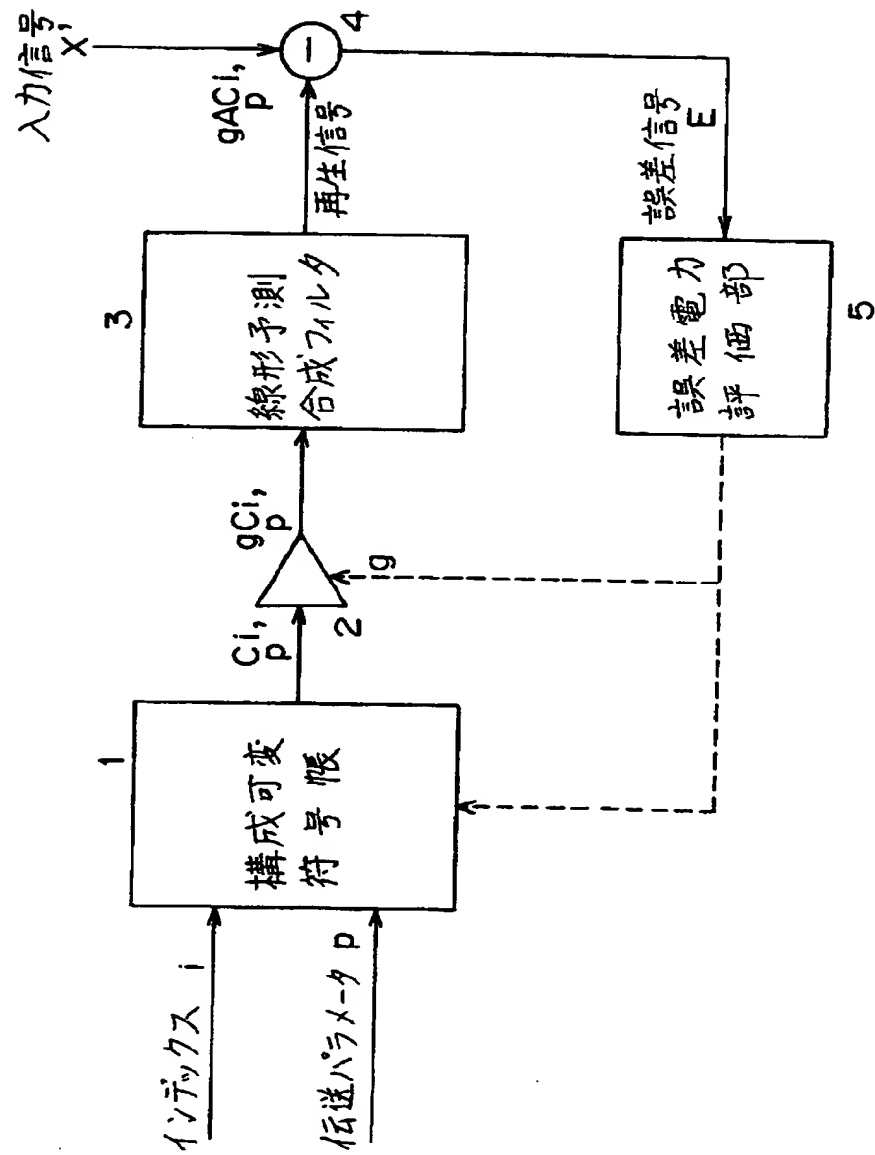 インデックス i
伝送パラメータ p
1
構成可変
符号帳
Ci,
p
2
g
gCi,
p
3
線形予測
合成フィルタ
gACi,
p
再生信号
入力信号,
X
4
誤差信号
E
誤差電力
評価部
5